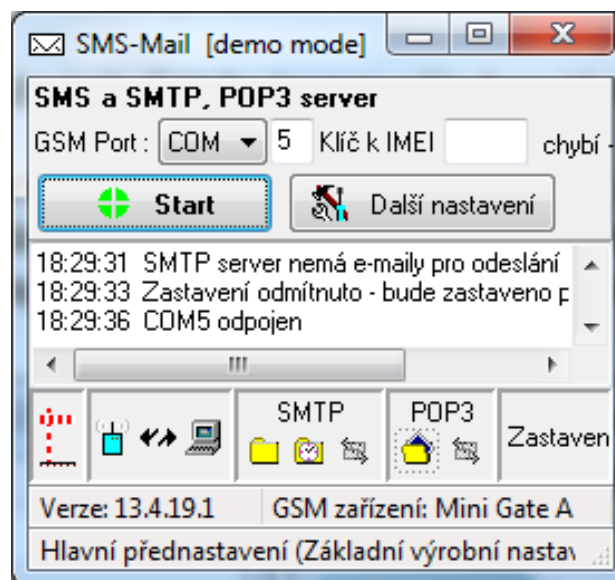 SMS-Mail [demo mode]
SMS a SMTP, POP3 server
GSM Port : COM 5 Klíč k IMEI chybí -
Start Další nastavení
18:29:31 SMTP server nemá e-maily pro odeslání
18:29:33 Zastavení odmítnuto - bude zastaveno p
18:29:36 COM5 odpojen
SMTP POP3
Zastaven
Verze: 13.4.19.1 GSM zařízení: Mini Gate A
Hlavní přednastavení (Základní výrobní nastav